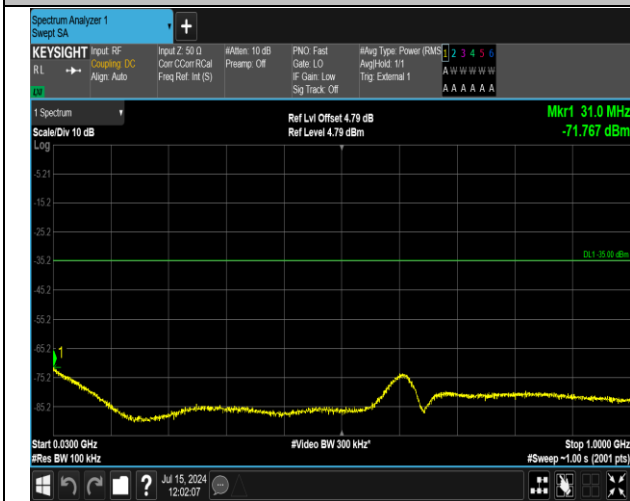 Spectrum Analyzer 1
Swept SA
+
KEYSIGHT
RL
Input: RF
Coupling: DC
Align: Auto
Input Z: 50 Ω
Corr CCorr RCal
Freq Ref: Int (S)
#Atten: 10 dB
Preamp: Off
PNO: Fast
Gate: LO
IF Gain: Low
Sig Track: Off
#Avg Type: Power (RMS
Avg|Hold: 1/1
Trig: External 1
1 2 3 4 5 6
A W W W W W
A A A A A A
1 Spectrum
Scale/Div 10 dB
Log
Ref Lvl Offset 4.79 dB
Ref Level 4.79 dBm
Mkr1 31.0 MHz
-71.767 dBm
-5.21
-15.2
-25.2
-35.2
DL1 -35.00 dBm
-45.2
-55.2
-65.2
1
-75.2
-85.2
Start 0.0300 GHz
#Res BW 100 kHz
#Video BW 300 kHz*
Stop 1.0000 GHz
#Sweep ~1.00 s (2001 pts)
?
Jul 15, 2024
12:02:07